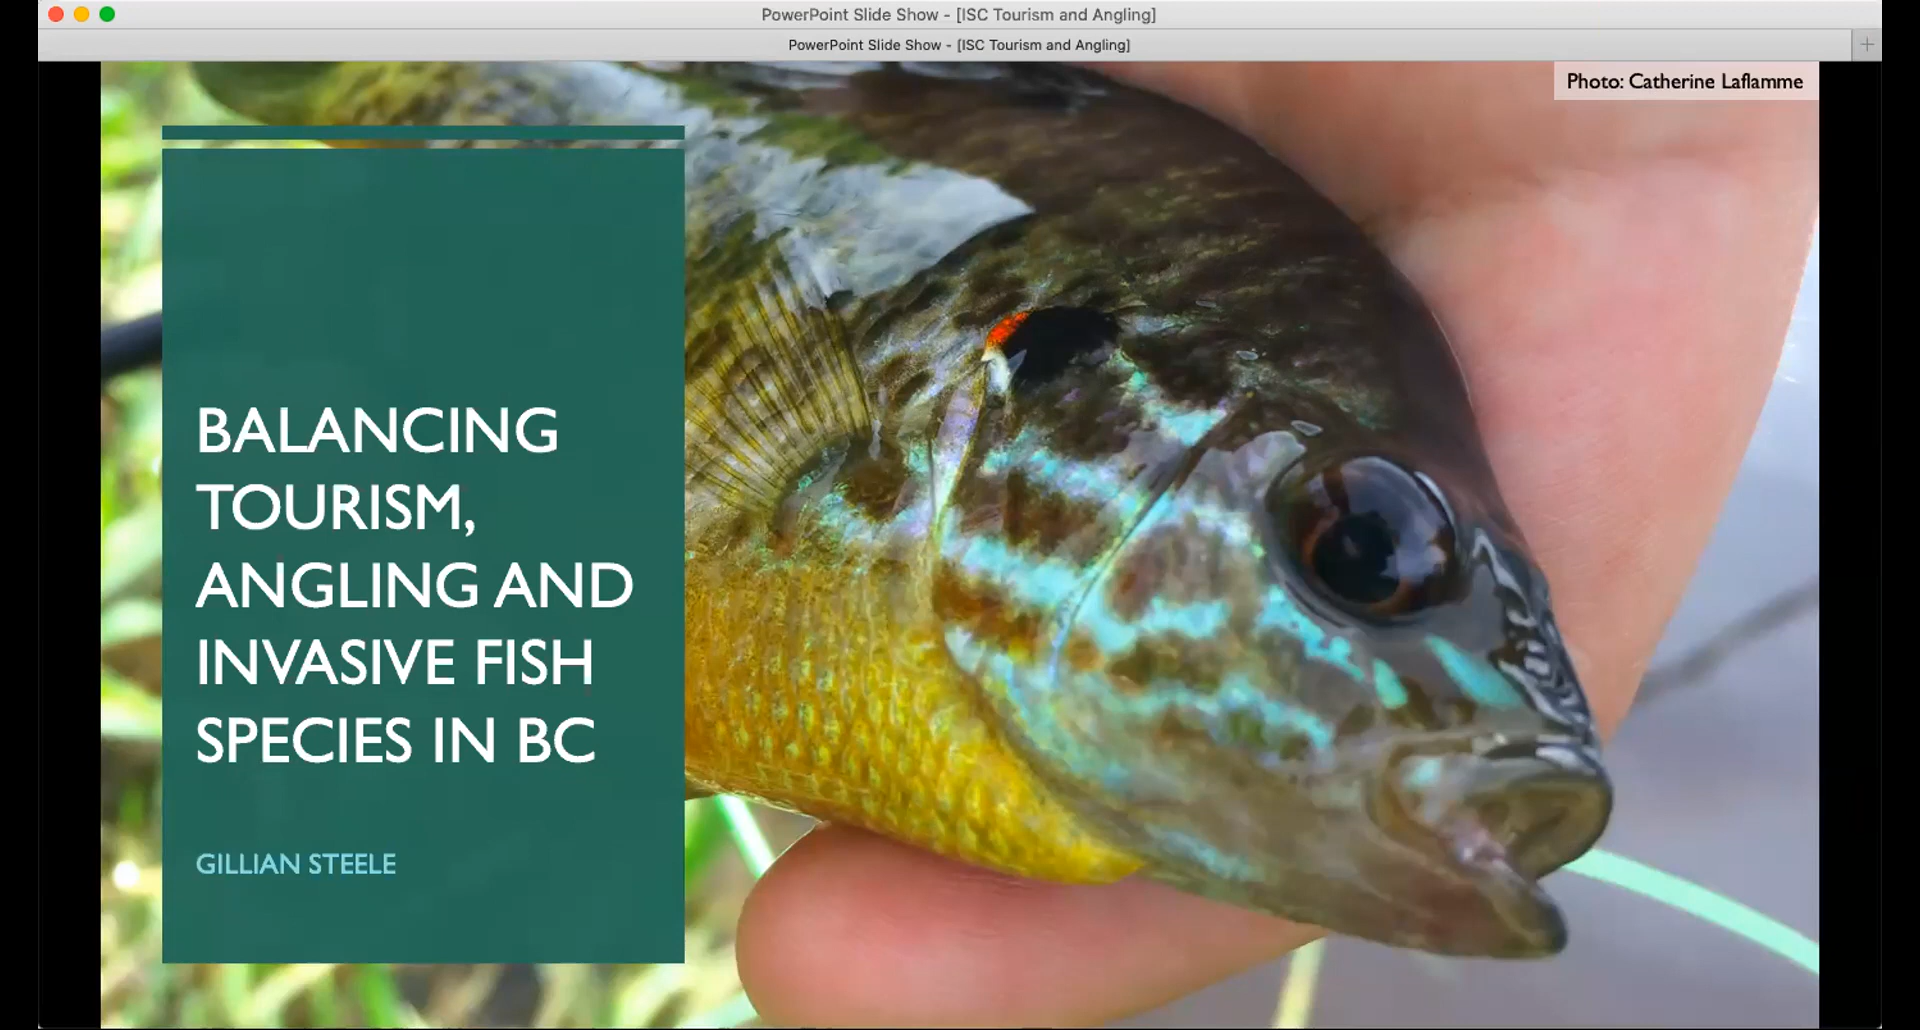 PowerPoint Slide Show - [ISC Tourism and Angling]
PowerPoint Slide Show - [ISC Tourism and Angling]
Photo: Catherine Laflamme
BALANCING
TOURISM,
ANGLING AND
INVASIVE FISH
SPECIES IN BC
GILLIAN STEELE